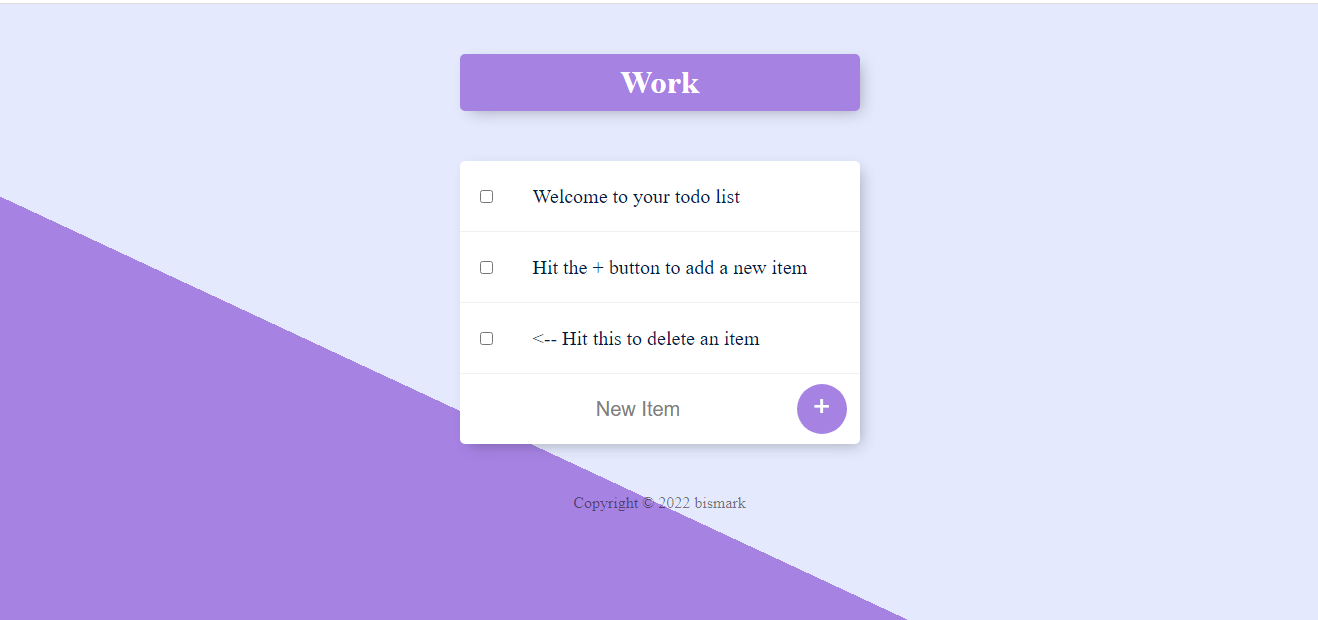 Work
Welcome to your todo list
Hit the + button to add a new item
<-- Hit this to delete an item
New Item +
Copyright © 2022 bismark